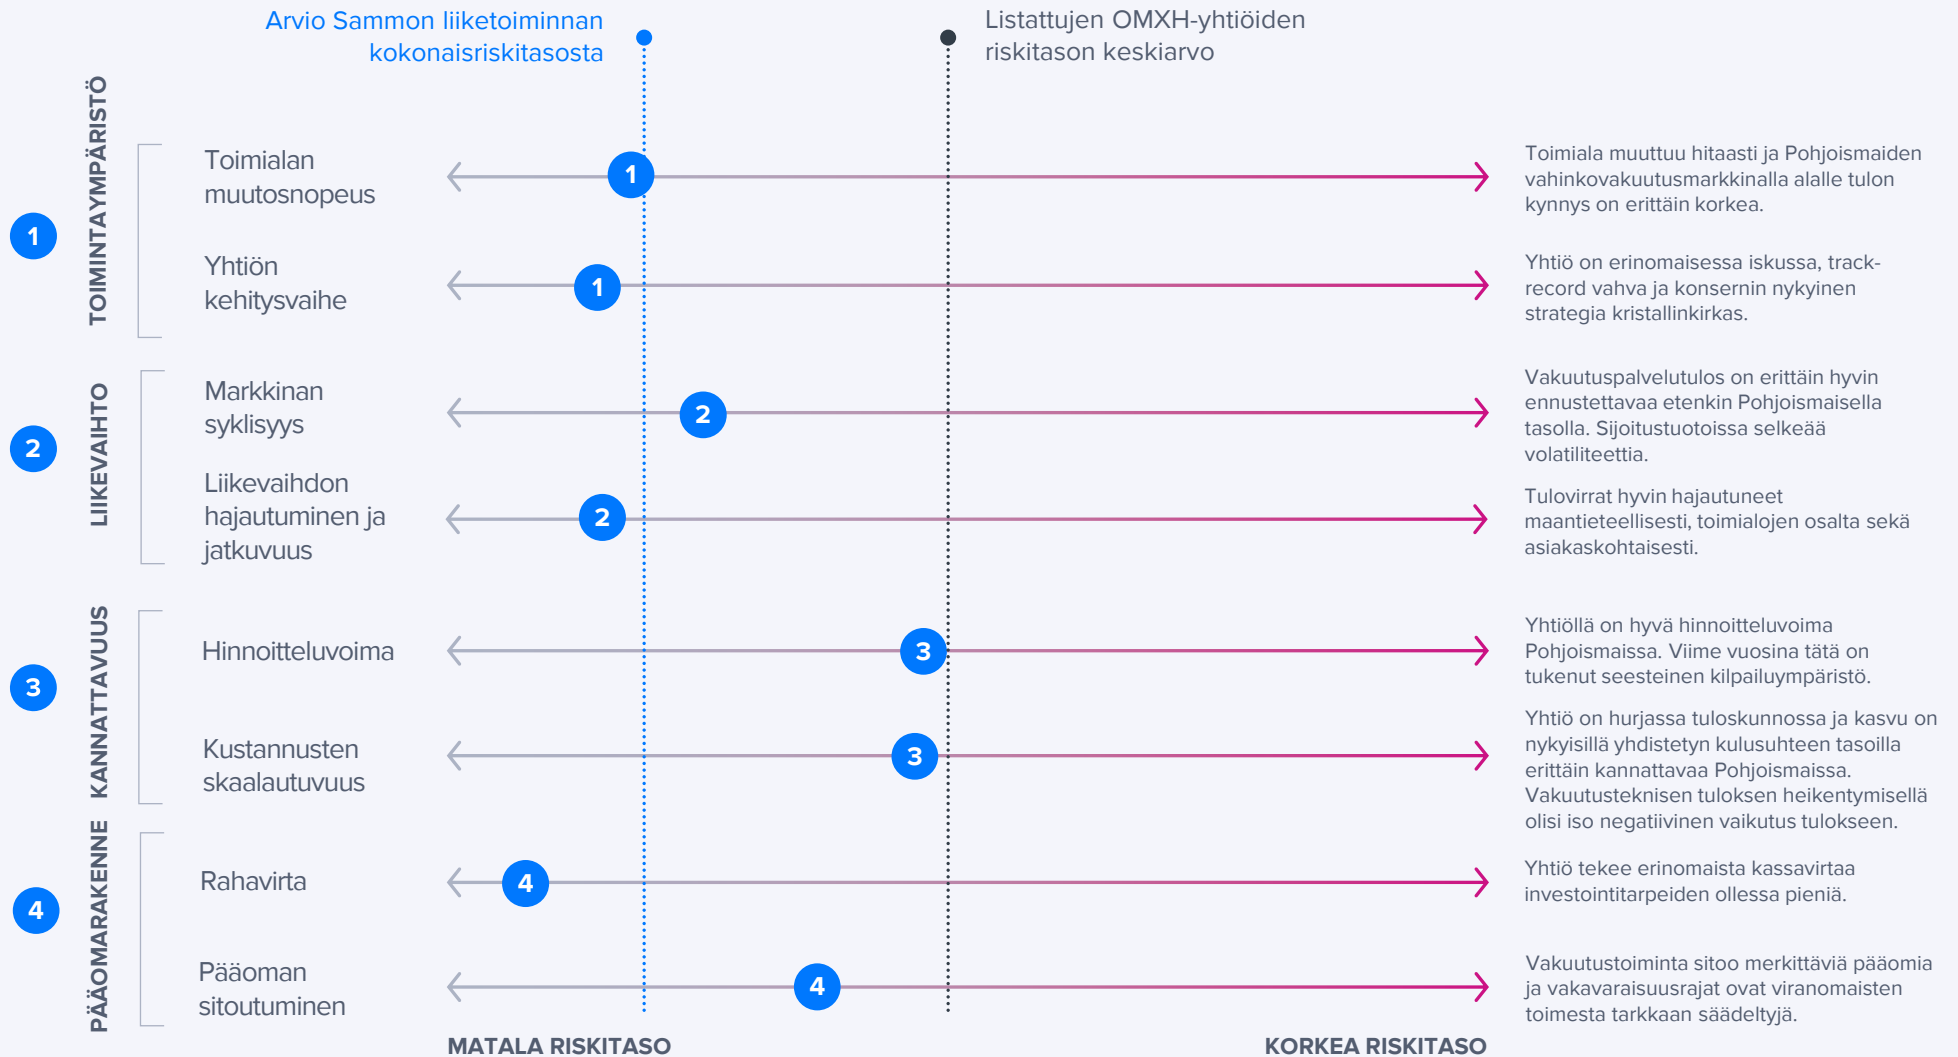 Arvio Sammon liiketoiminnan
kokonaisriskitasosta
Listattujen OMXH-yhtiöiden
riskitason keskiarvo
1
TOIMINTAYMPÄRISTÖ
Toimialan
muutosnopeus
1
Toimiala muuttuu hitaasti ja Pohjoismaiden
vahinkovakuutusmarkkinalla alalle tulon
kynnys on erittäin korkea.
Yhtiön
kehitysvaihe
1
Yhtiö on erinomaisessa iskussa, track-
record vahva ja konsernin nykyinen
strategia kristallinkirkas.
2
LIIKEVAIHTO
Markkinan
syklisyys
2
Vakuutuspalvelutulos on erittäin hyvin
ennustettavaa etenkin Pohjoismaisella
tasolla. Sijoitustuotoissa selkeää
volatiliteettia.
Liikevaihdon
hajautuminen ja
jatkuvuus
2
Tulovirrat hyvin hajautuneet
maantieteellisesti, toimialojen osalta sekä
asiakaskohtaisesti.
3
KANNATTAVUUS
Hinnoitteluvoima
3
Yhtiöllä on hyvä hinnoitteluvoima
Pohjoismaissa. Viime vuosina tätä on
tukenut seesteinen kilpailuympäristö.
Kustannusten
skaalautuvuus
3
Yhtiö on hurjassa tuloskunnossa ja kasvu on
nykyisillä yhdistetyn kulusuhteen tasoilla
erittäin kannattavaa Pohjoismaissa.
Vakuutusteknisen tuloksen heikentymisellä
olisi iso negatiivinen vaikutus tulokseen.
4
PÄÄOMARAKENNE
Rahavirta
4
Yhtiö tekee erinomaista kassavirtaa
investointitarpeiden ollessa pieniä.
Pääoman
sitoutuminen
4
Vakuutustoiminta sitoo merkittäviä pääomia
ja vakavaraisuusrajat ovat viranomaisten
toimesta tarkkaan säädeltyjä.
MATALA RISKITASO
KORKEA RISKITASO